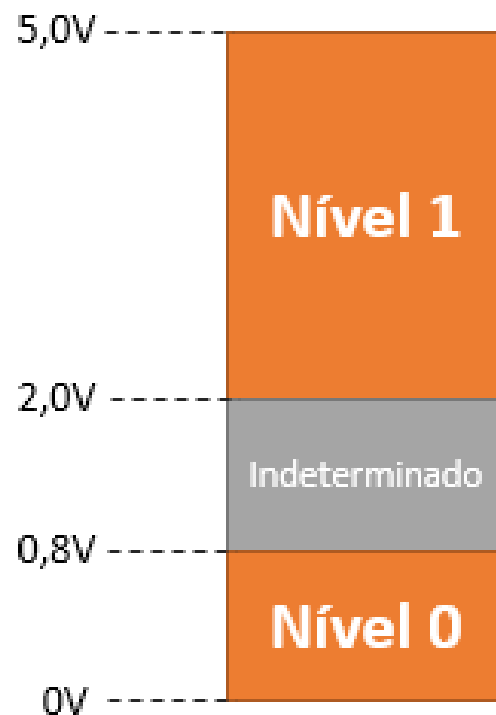 5,0V
Nível 1
2,0V
Indeterminado
0,8V
Nível 0
0V